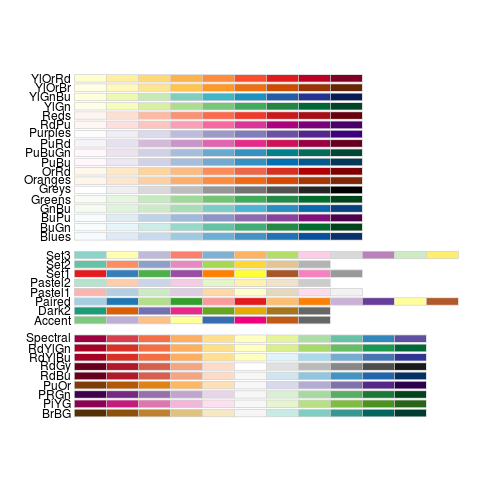 YlOrRd
YlOrBr
YlGnBu
YlGn
Reds
RdPu
Purples
PuRd
PuBuGn
PuBu
OrRd
Oranges
Greys
Greens
GnBu
BuPu
BuGn
Blues
Set3
Set2
Set1
Pastel2
Pastel1
Paired
Dark2
Accent
Spectral
RdYlGn
RdYlBu
RdGy
RdBu
PuOr
PRGn
PiYG
BrBG